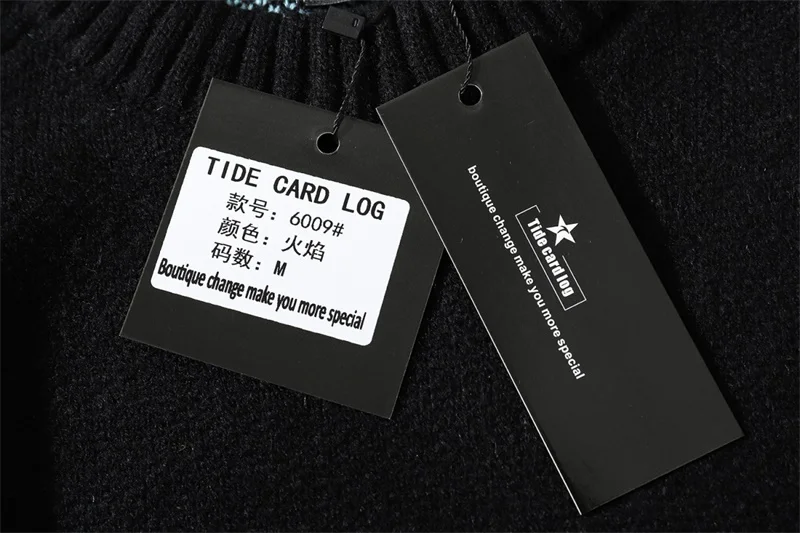 TIDE CARD LOG
款号: 6009#
颜色: 火焰
码数: M
Boutique change make you more special
Tide card log
boutique change make you more special